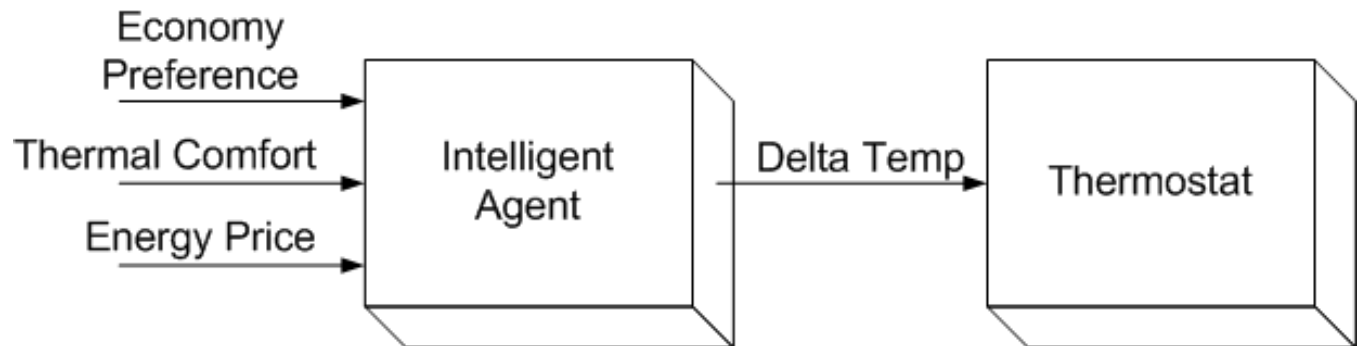 Economy
Preference
Thermal Comfort
Energy Price
Intelligent
Agent
Delta Temp
Thermostat